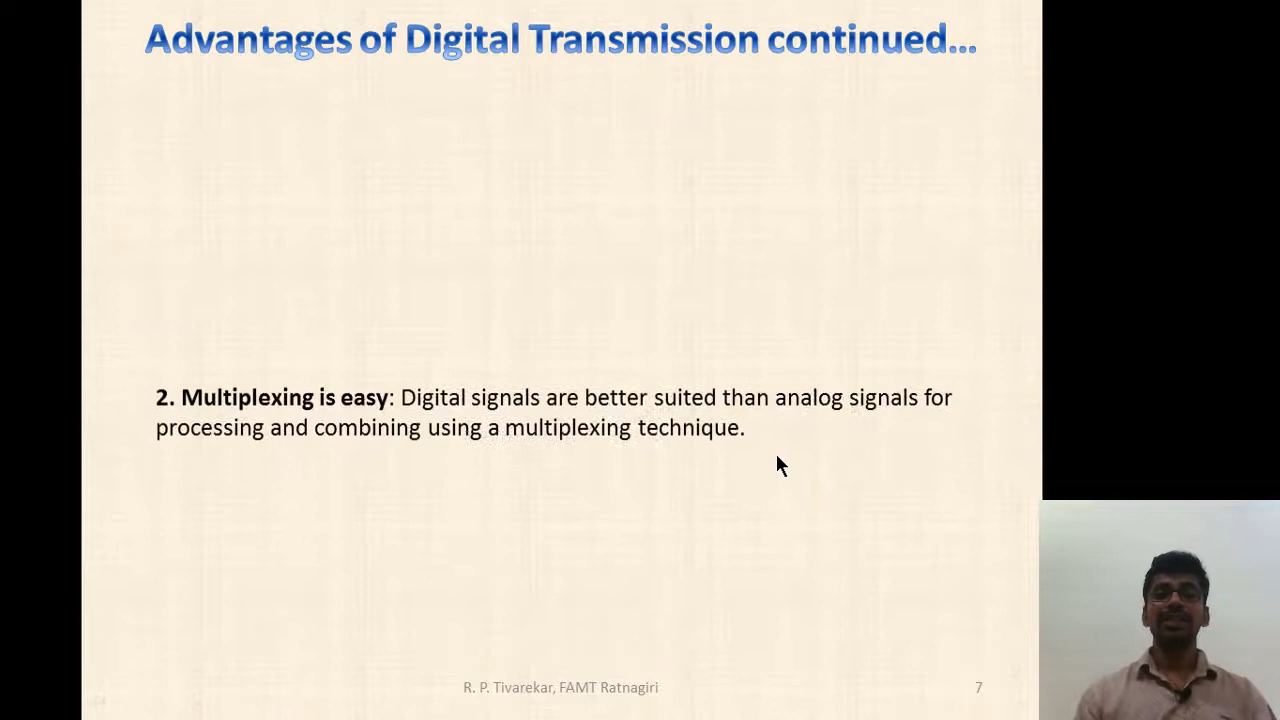 Advantages of Digital Transmission continued...
2. Multiplexing is easy: Digital signals are better suited than analog signals for
processing and combining using a multiplexing technique.
R. P. Tivarekar, FAMT Ratnagiri
7